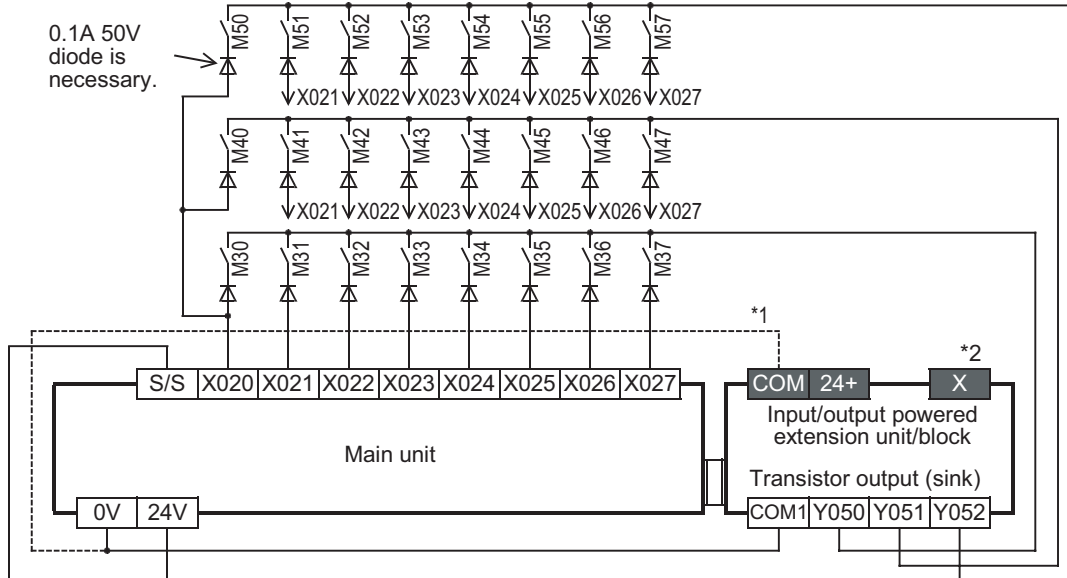 0.1A 50V
diode is
necessary.
M50 M51 M52 M53 M54 M55 M56 M57
X021 X022 X023 X024 X025 X026 X027
M40 M41 M42 M43 M44 M45 M46 M47
X021 X022 X023 X024 X025 X026 X027
M30 M31 M32 M33 M34 M35 M36 M37
*1
*2
S/S X020 X021 X022 X023 X024 X025 X026 X027
COM 24+ X
Input/output powered
extension unit/block
Main unit
Transistor output (sink)
0V 24V
COM1 Y050 Y051 Y052